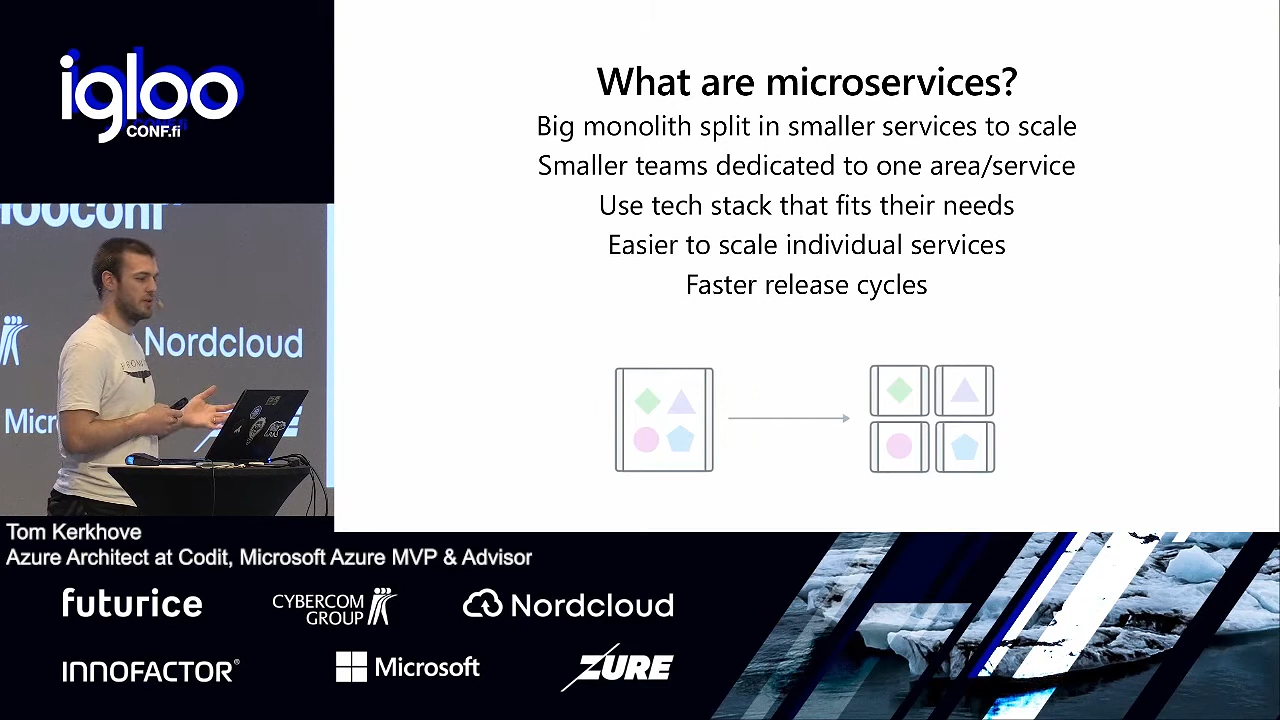 igloo
CONF.fi
What are microservices?
Big monolith split in smaller services to scale
Smaller teams dedicated to one area/service
Use tech stack that fits their needs
Easier to scale individual services
Faster release cycles
looconf
Nordcloud
Micr
Tom Kerkhove
Azure Architect at Codit, Microsoft Azure MVP & Advisor
futurice
CYBERCOM
GROUP
Nordcloud
INNOFACTOR®
Microsoft
ZURE